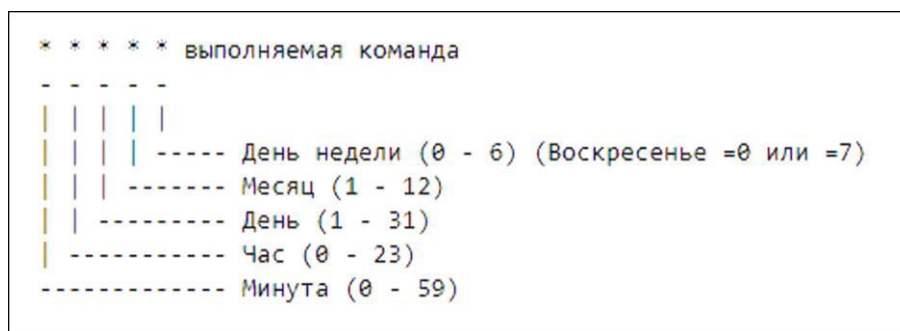 * * * * * выполняемая команда
- - - - -
| | | | |
| | | | ----- День недели (0 - 6) (Воскресенье =0 или =7)
| | | ------- Месяц (1 - 12)
| | --------- День (1 - 31)
| ----------- Час (0 - 23)
------------- Минута (0 - 59)